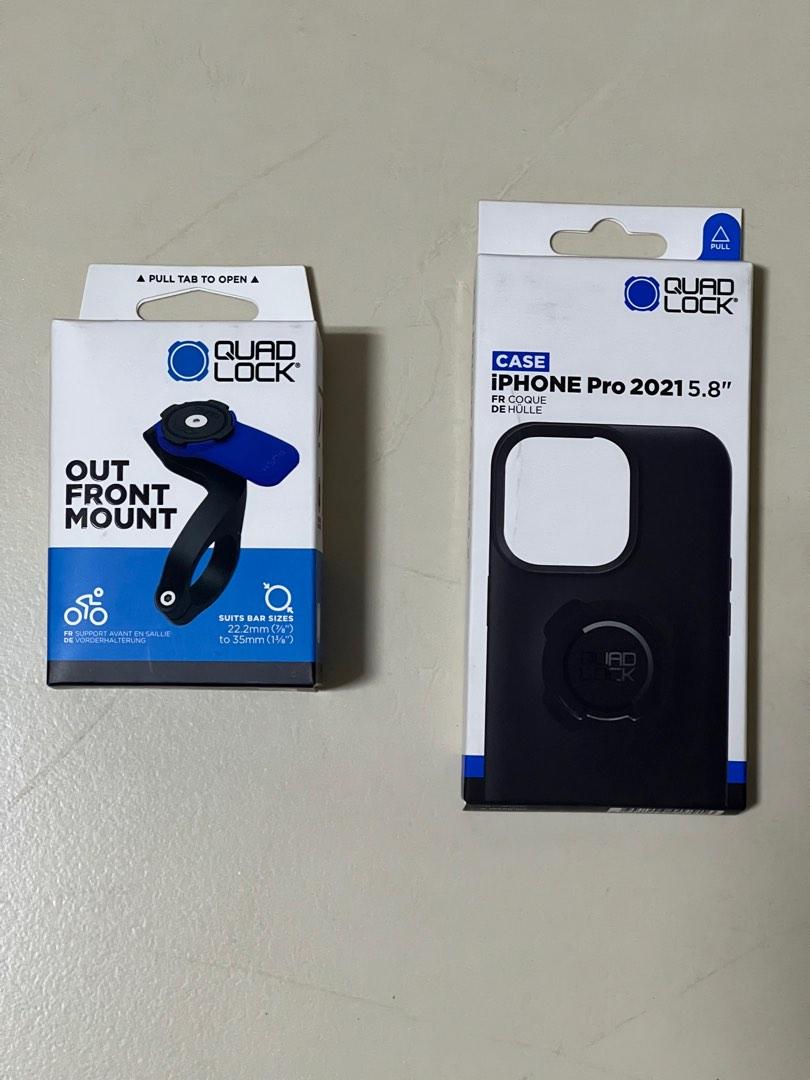 ▲ PULL TAB TO OPEN ▲
QUAD
LOCK®
PUSH
OUT
FRONT
MOUNT
SUITS BAR SIZES
22.2mm (⅞")
to 35mm (1⅜")
FR SUPPORT AVANT EN SAILLIE
DE VORDERHALTERUNG
PULL
QUAD
LOCK®
CASE
iPHONE Pro 2021 5.8"
FR COQUE
DE HÜLLE
QUAD
LOCK